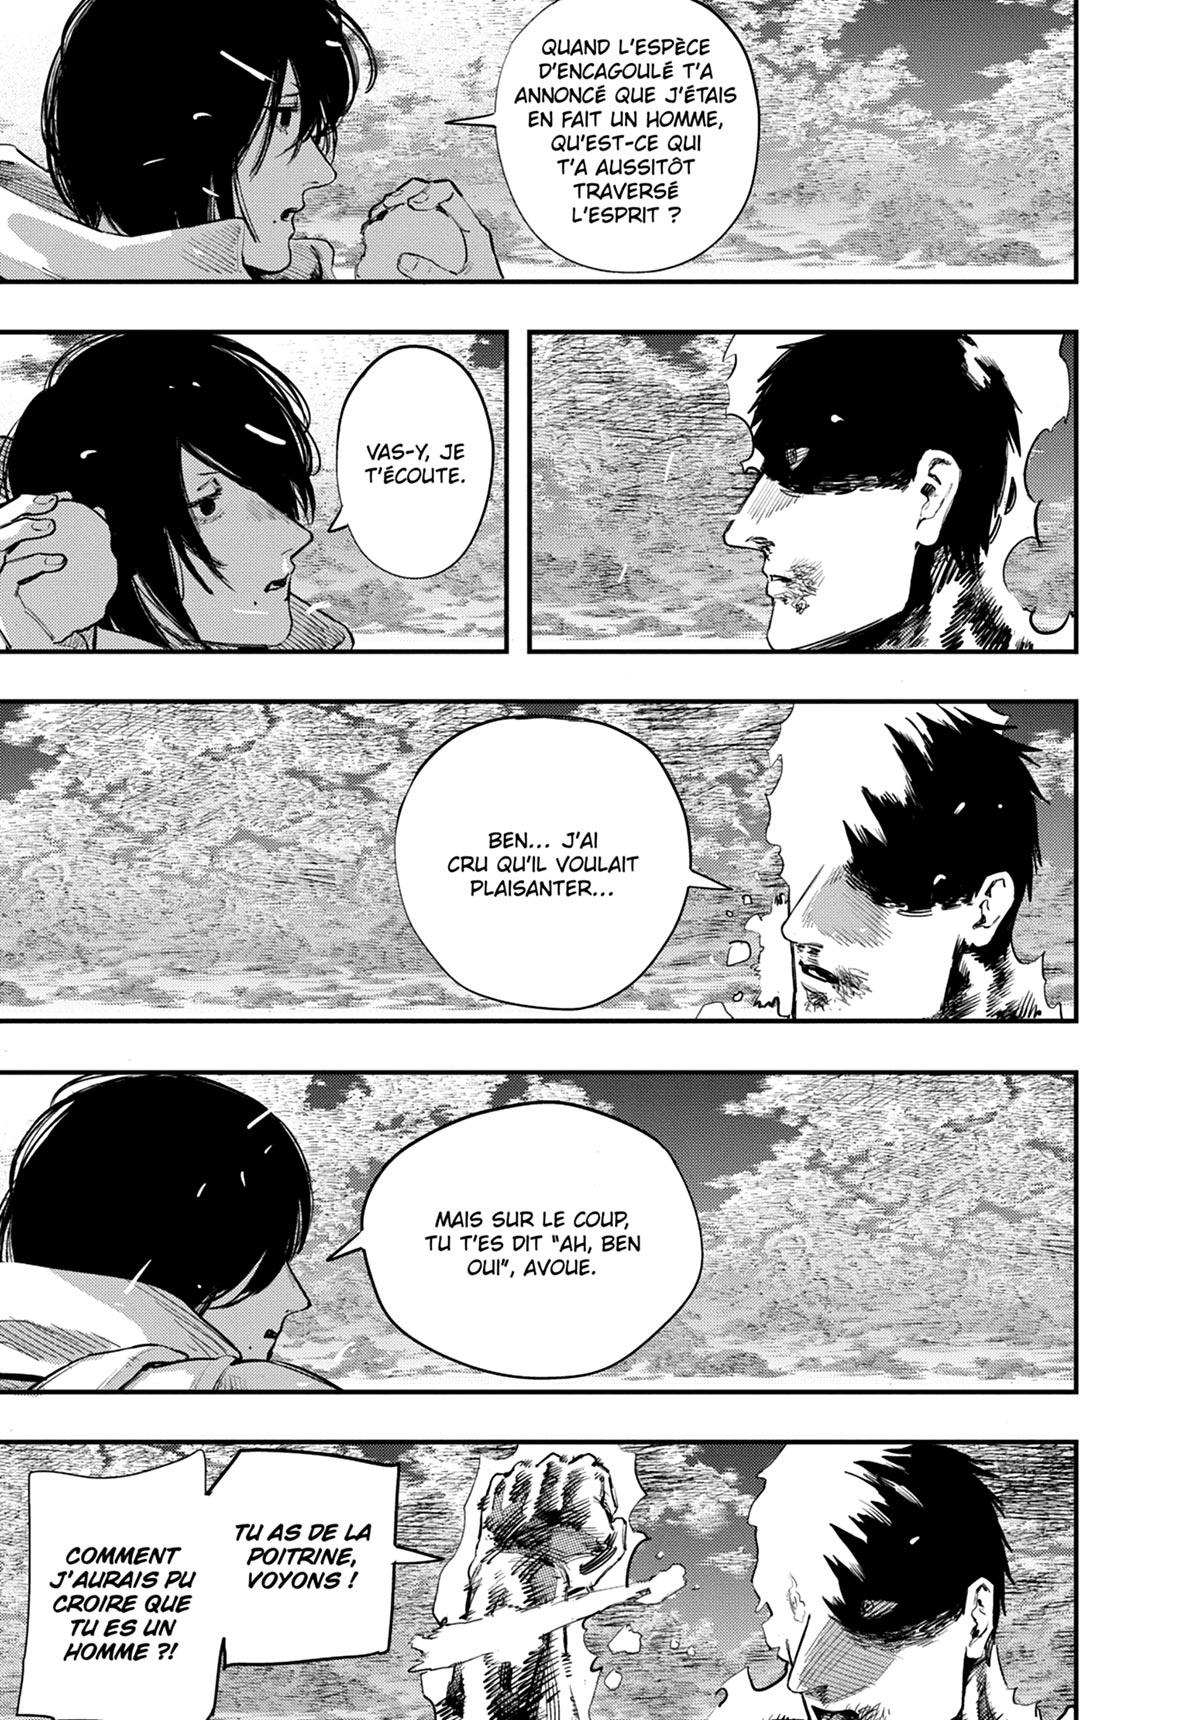 QUAND L'ESPÈCE
D'ENCAGOULÉ T'A
ANNONCÉ QUE J'ÉTAIS
EN FAIT UN HOMME,
QU'EST-CE QUI
T'A AUSSITÔT
TRAVERSÉ
L'ESPRIT ?
VAS-Y, JE
T'ÉCOUTE.
BEN... J'AI
CRU QU'IL VOULAIT
PLAISANTER...
MAIS SUR LE COUP,
TU T'ES DIT "AH, BEN
OUI", AVOUE.
TU AS DE LA
POITRINE,
VOYONS !
COMMENT
J'AURAIS PU
CROIRE QUE
TU ES UN
HOMME ?!